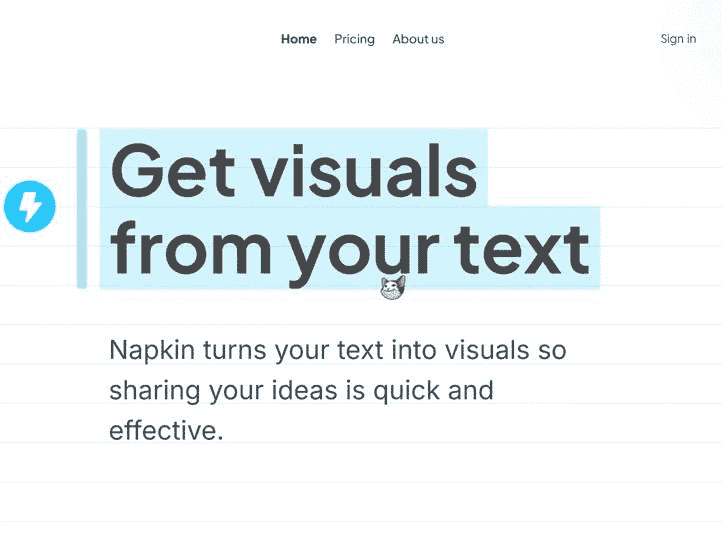 Home Pricing About us Sign in
Get visuals
from your text
Napkin turns your text into visuals so
sharing your ideas is quick and
effective.